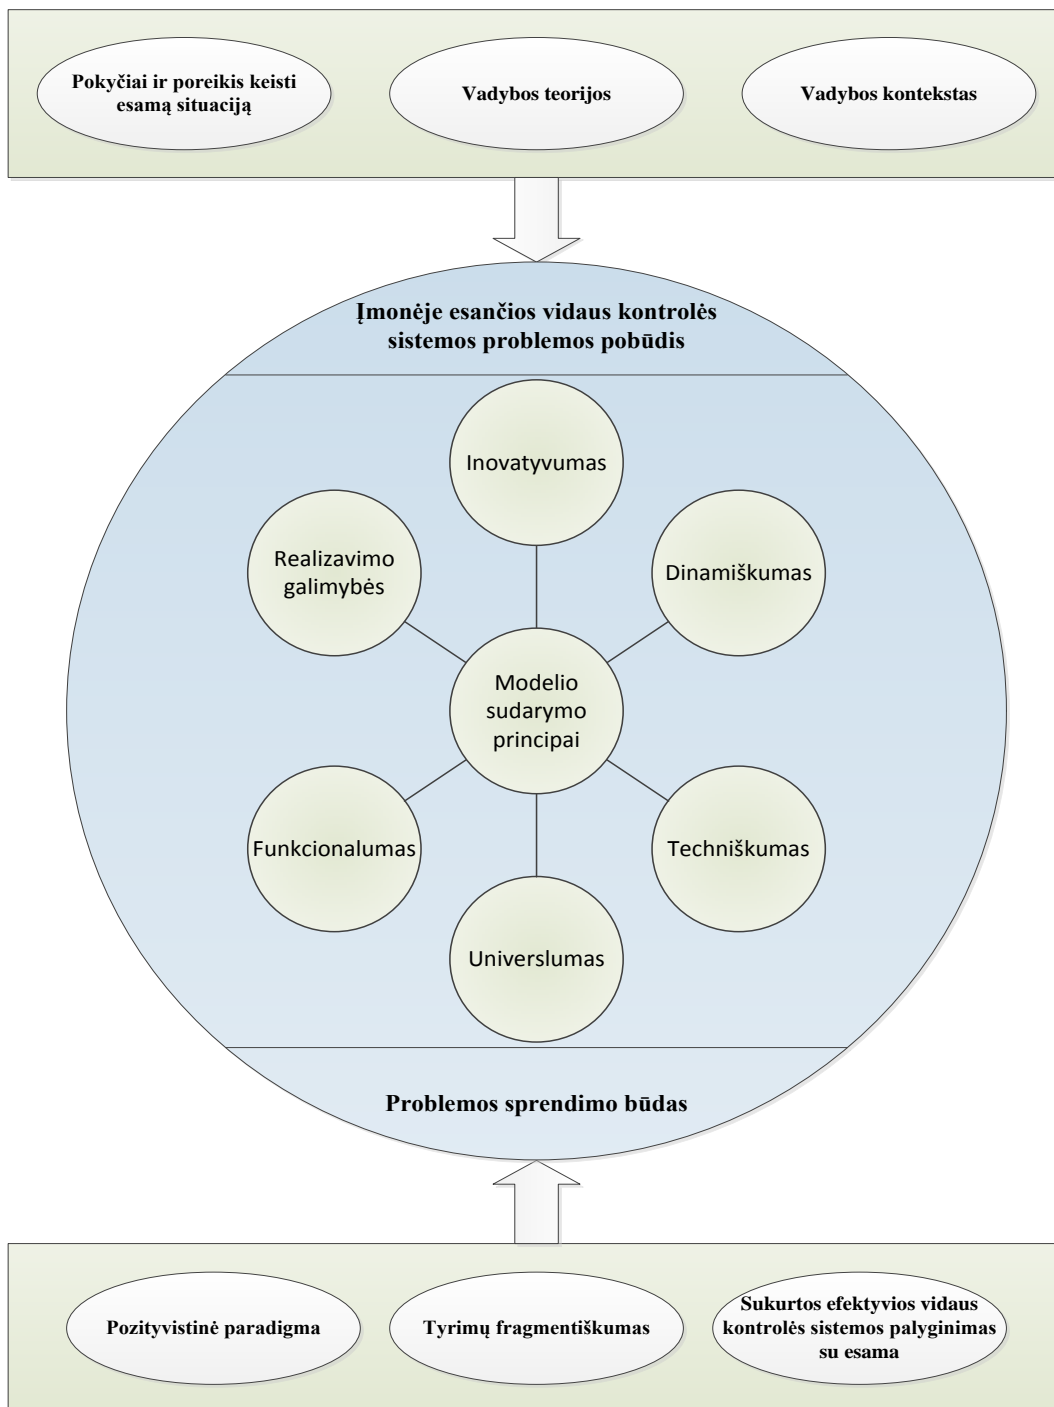 Pokyčiai ir poreikis keisti
esamą situaciją
Vadybos teorijos
Vadybos kontekstas
Įmonėje esančios vidaus kontrolės
sistemos problemos pobūdis
Inovatyvumas
Realizavimo
galimybės
Dinamiškumas
Modelio
sudarymo
principai
Funkcionalumas
Techniškumas
Universlumas
Problemos sprendimo būdas
Pozityvistinė paradigma
Tyrimų fragmentiškumas
Sukurtos efektyvios vidaus
kontrolės sistemos palyginimas
su esama